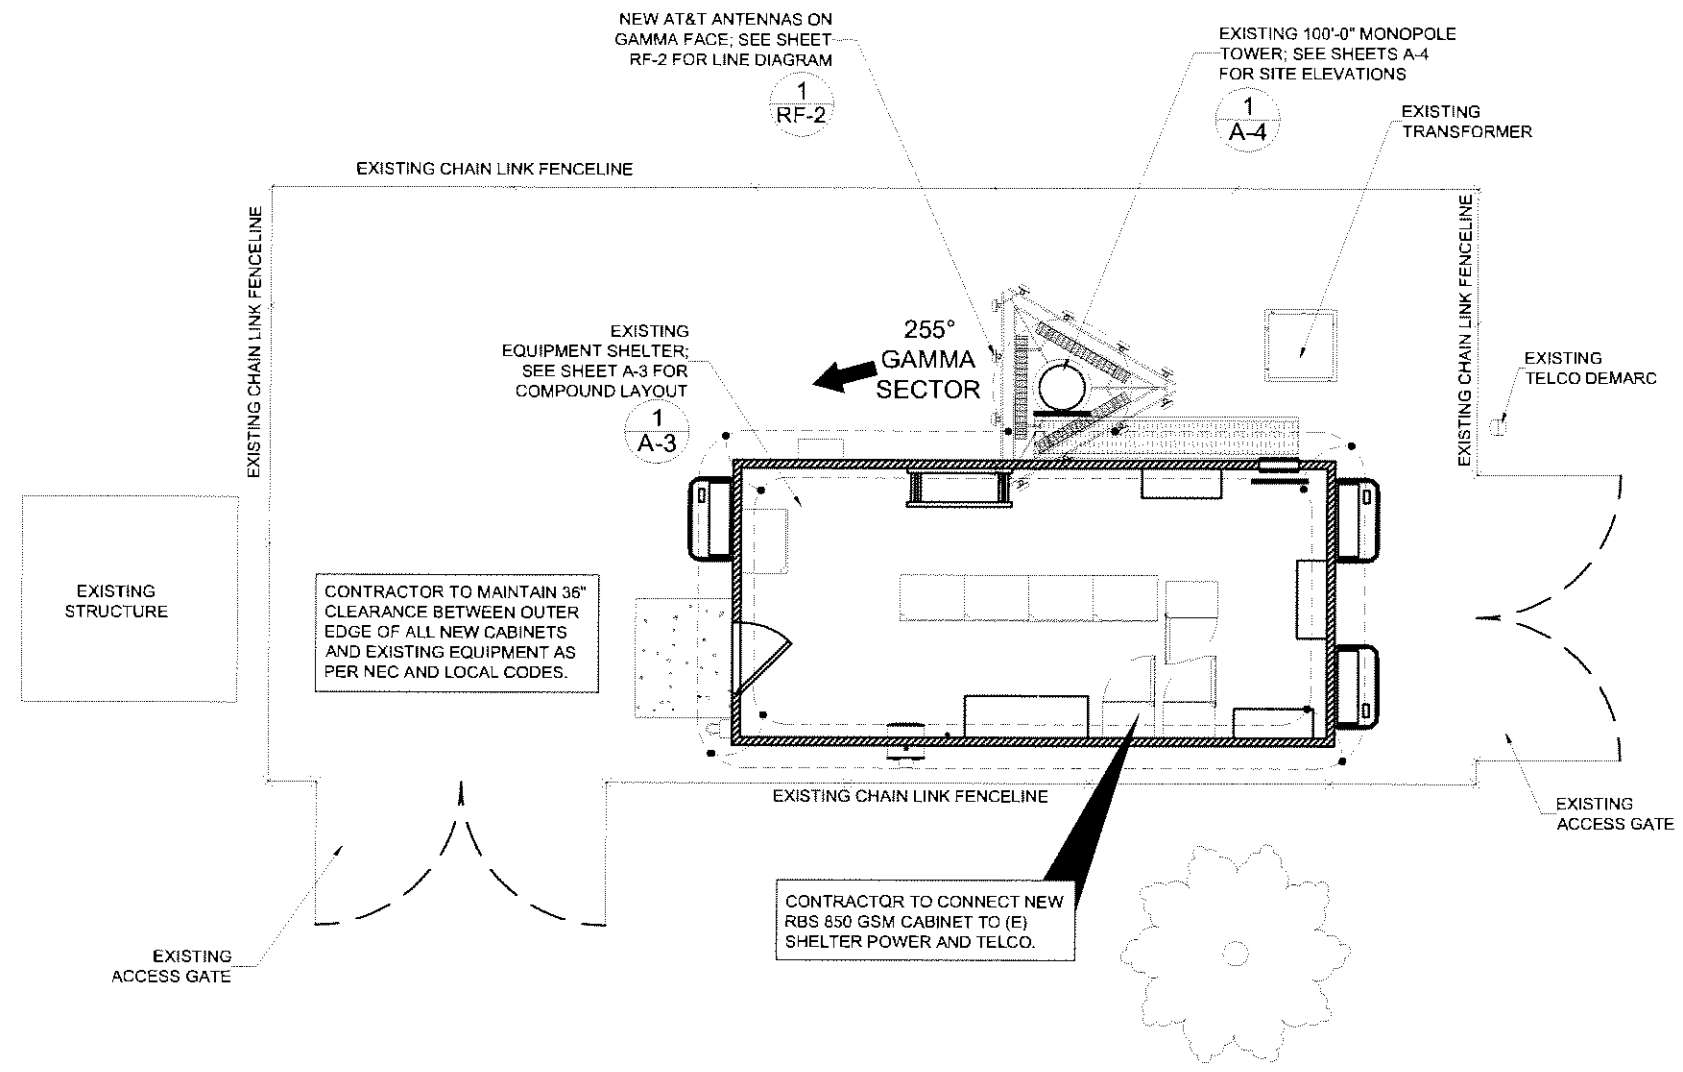 NEW AT&T ANTENNAS ON
GAMMA FACE; SEE SHEET
RF-2 FOR LINE DIAGRAM
1
RF-2
EXISTING 100'-0" MONOPOLE
TOWER; SEE SHEETS A-4
FOR SITE ELEVATIONS
1
A-4
EXISTING
TRANSFORMER
EXISTING CHAIN LINK FENCELINE
EXISTING CHAIN LINK FENCELINE
EXISTING CHAIN LINK FENCELINE
EXISTING
EQUIPMENT SHELTER;
SEE SHEET A-3 FOR
COMPOUND LAYOUT
1
A-3
255°
GAMMA
SECTOR
EXISTING
TELCO DEMARC
EXISTING
STRUCTURE
CONTRACTOR TO MAINTAIN 36"
CLEARANCE BETWEEN OUTER
EDGE OF ALL NEW CABINETS
AND EXISTING EQUIPMENT AS
PER NEC AND LOCAL CODES.
EXISTING CHAIN LINK FENCELINE
EXISTING
ACCESS GATE
CONTRACTOR TO CONNECT NEW
RBS 850 GSM CABINET TO (E)
SHELTER POWER AND TELCO.
EXISTING
ACCESS GATE